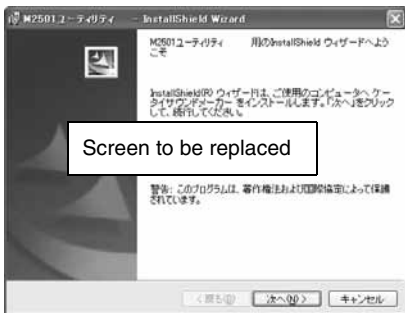 M2501ユーティリティ - InstallShield Wizard
M2501ユーティリティ 用のInstallShield ウィザードへよう
こそ
InstallShield(R) ウィザードは、ご使用のコンピュータへ ケー
タイサウンドメーカー をインストールします。「次へ」をクリック
して、続行してください。
Screen to be replaced
警告: このプログラムは、著作権法および国際協定によって保護
されています。
< 戻る(B)
次へ(N) >
キャンセル